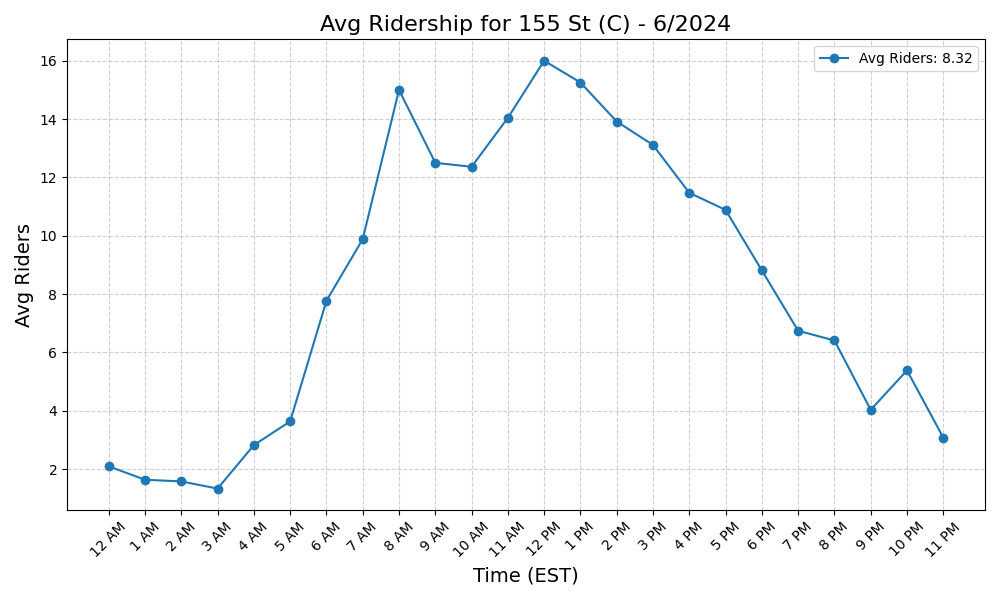 Avg Ridership for 155 St (C) - 6/2024
Avg Riders: 8.32
Avg Riders
16
14
12
10
8
6
4
2
12 AM
1 AM
2 AM
3 AM
4 AM
5 AM
6 AM
7 AM
8 AM
9 AM
10 AM
11 AM
12 PM
1 PM
2 PM
3 PM
4 PM
5 PM
6 PM
7 PM
8 PM
9 PM
10 PM
11 PM
Time (EST)